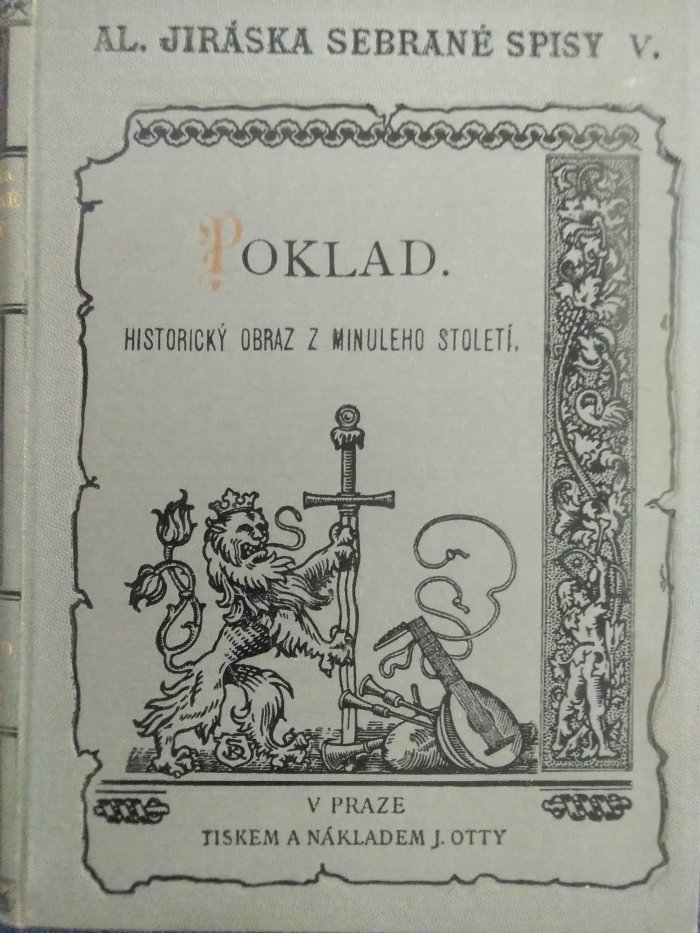 AL. JIRÁSKA SEBRANÉ SPISY V.
POKLAD.
HISTORICKÝ OBRAZ Z MINULEHO STOLETÍ.
V PRAZE
TISKEM A NÁKLADEM J. OTTY